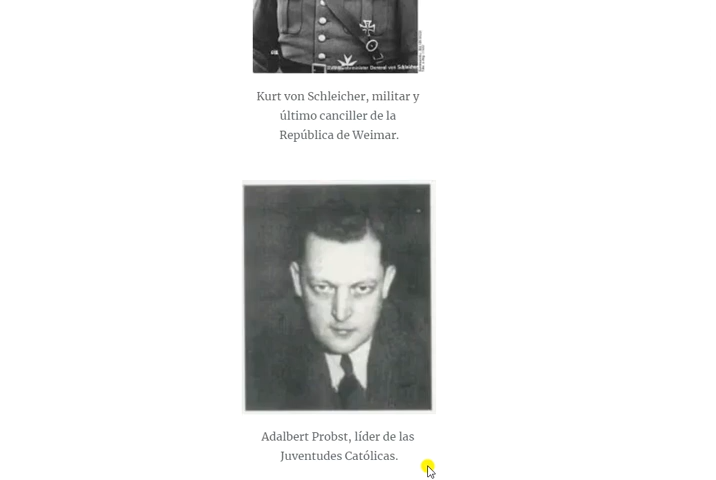 Kurt von Schleicher, militar y
último canciller de la
República de Weimar.
Adalbert Probst, líder de las
Juventudes Católicas.